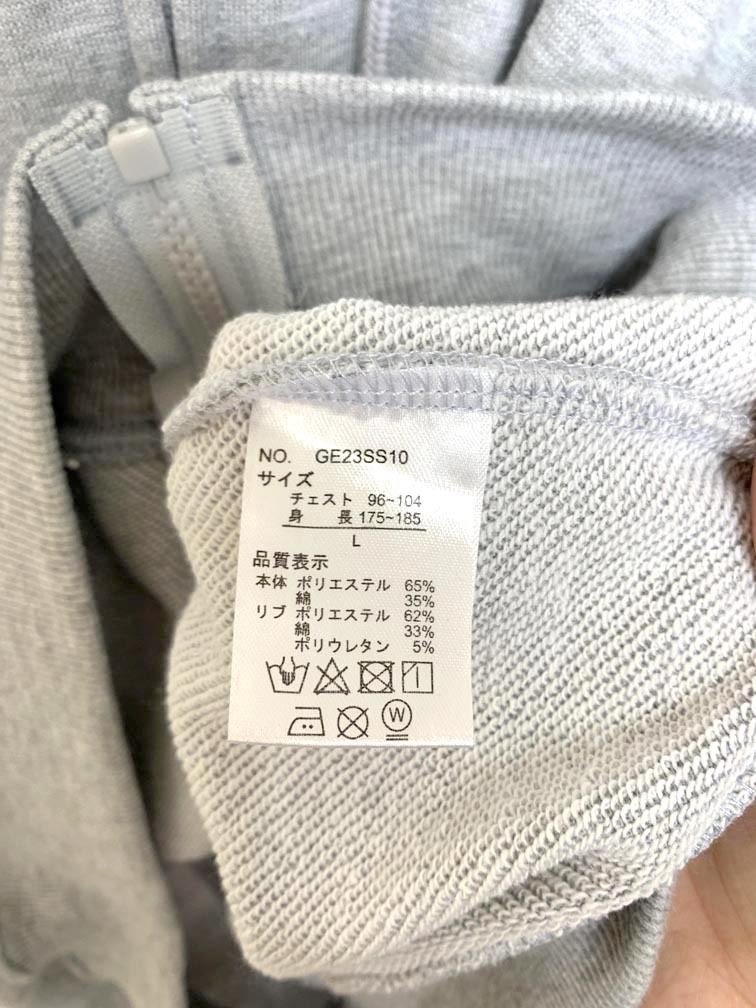 NO. GE23SS10
サイズ
チェスト 96~104
身 長 175~185
L
品質表示
本体 ポリエステル 65%
綿 35%
リブ ポリエステル 62%
綿 33%
ポリウレタン 5%
W